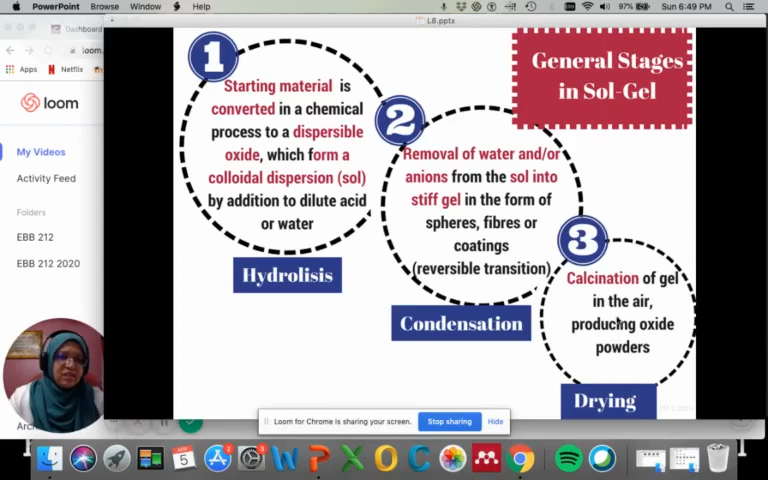 PowerPoint Browse Window Help
97% Sun 6:49 PM
L8.pptx
Dashboard
loom.
Apps Netflix
loom
My Videos
Activity Feed
Folders
EBB 212
EBB 212 2020
General Stages
in Sol-Gel
1
Starting material is
converted in a chemical
process to a dispersible
oxide, which form a
colloidal dispersion (sol)
by addition to dilute acid
or water
Hydrolisis
2
Removal of water and/or
anions from the sol into
stiff gel in the form of
spheres, fibres or
coatings
(reversible transition)
Condensation
3
Calcination of gel
in the air,
producing oxide
powders
Drying
Loom for Chrome is sharing your screen. Stop sharing Hide
APR
5